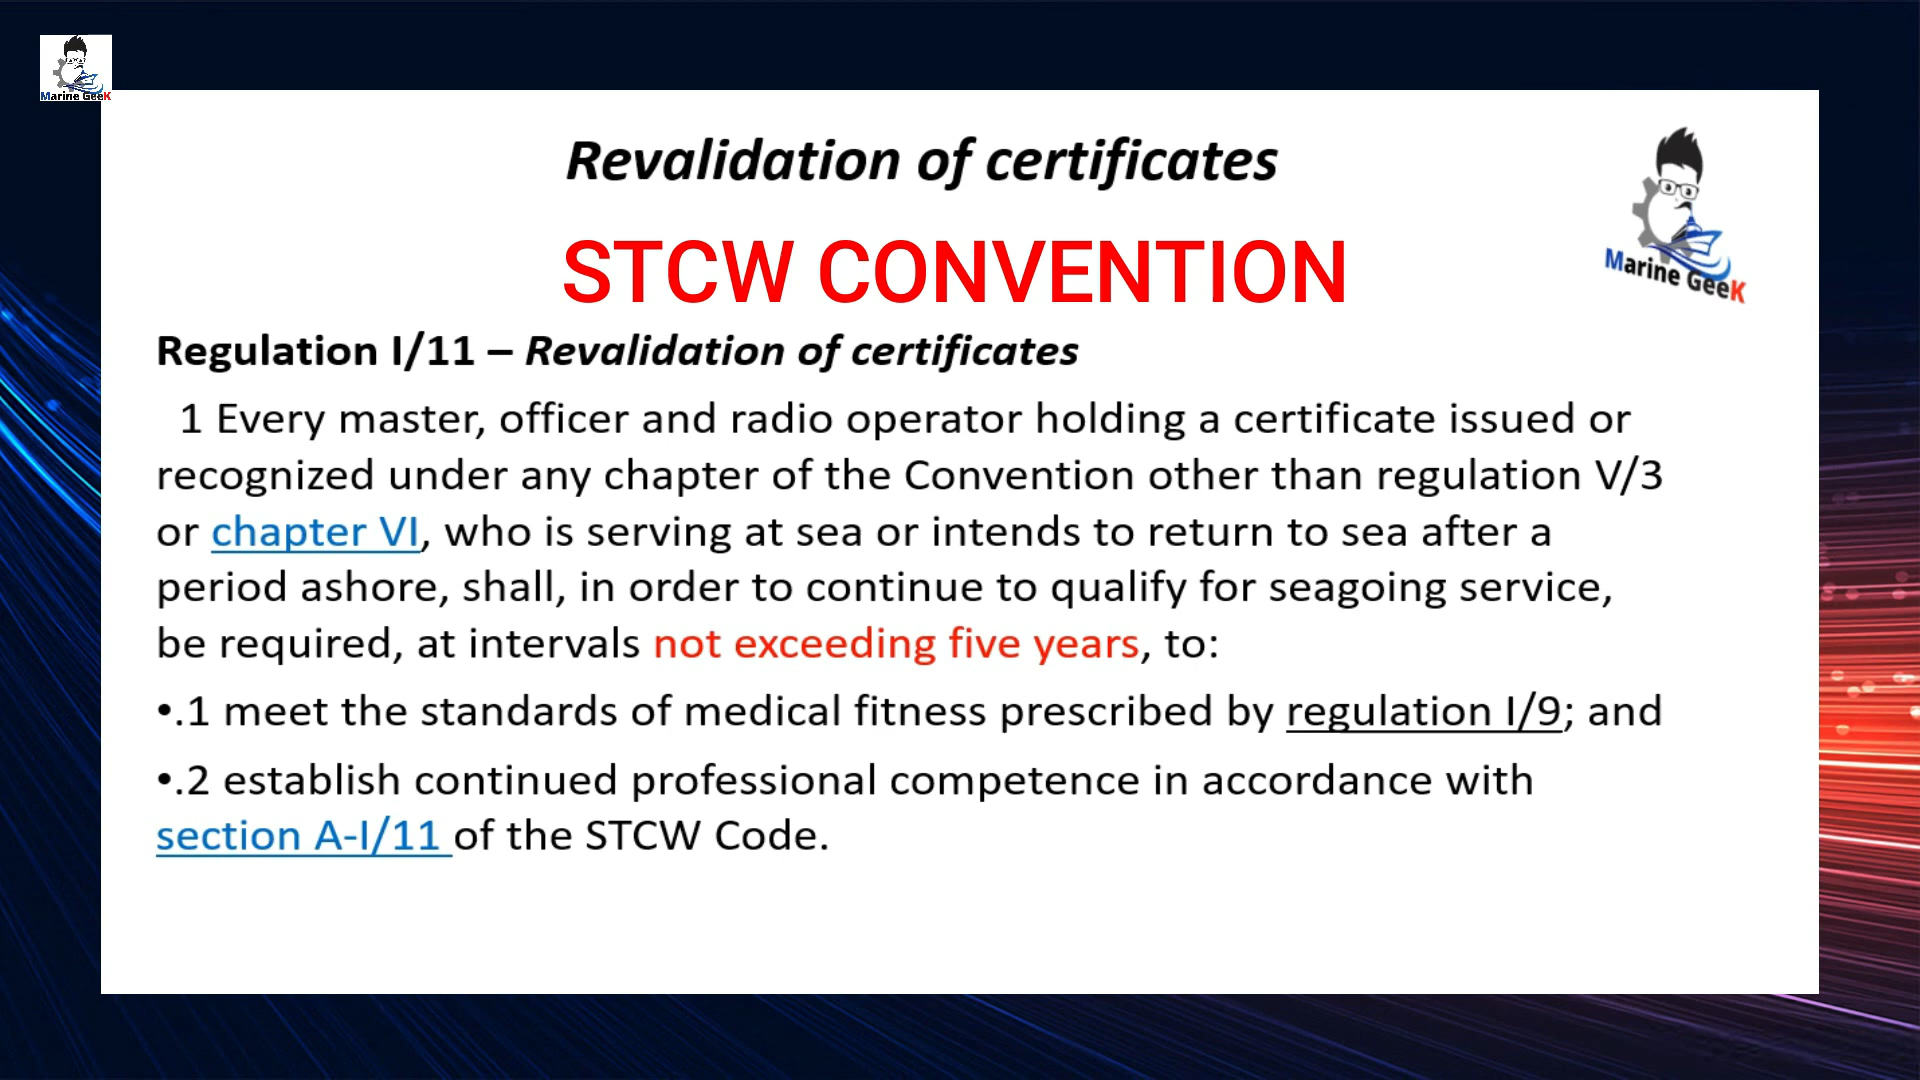 Marine GeeK
Revalidation of certificates
STCW CONVENTION
Marine GeeK
Regulation I/11 – Revalidation of certificates
1 Every master, officer and radio operator holding a certificate issued or
recognized under any chapter of the Convention other than regulation V/3
or chapter VI, who is serving at sea or intends to return to sea after a
period ashore, shall, in order to continue to qualify for seagoing service,
be required, at intervals not exceeding five years, to:
•.1 meet the standards of medical fitness prescribed by regulation I/9; and
•.2 establish continued professional competence in accordance with
section A-I/11 of the STCW Code.